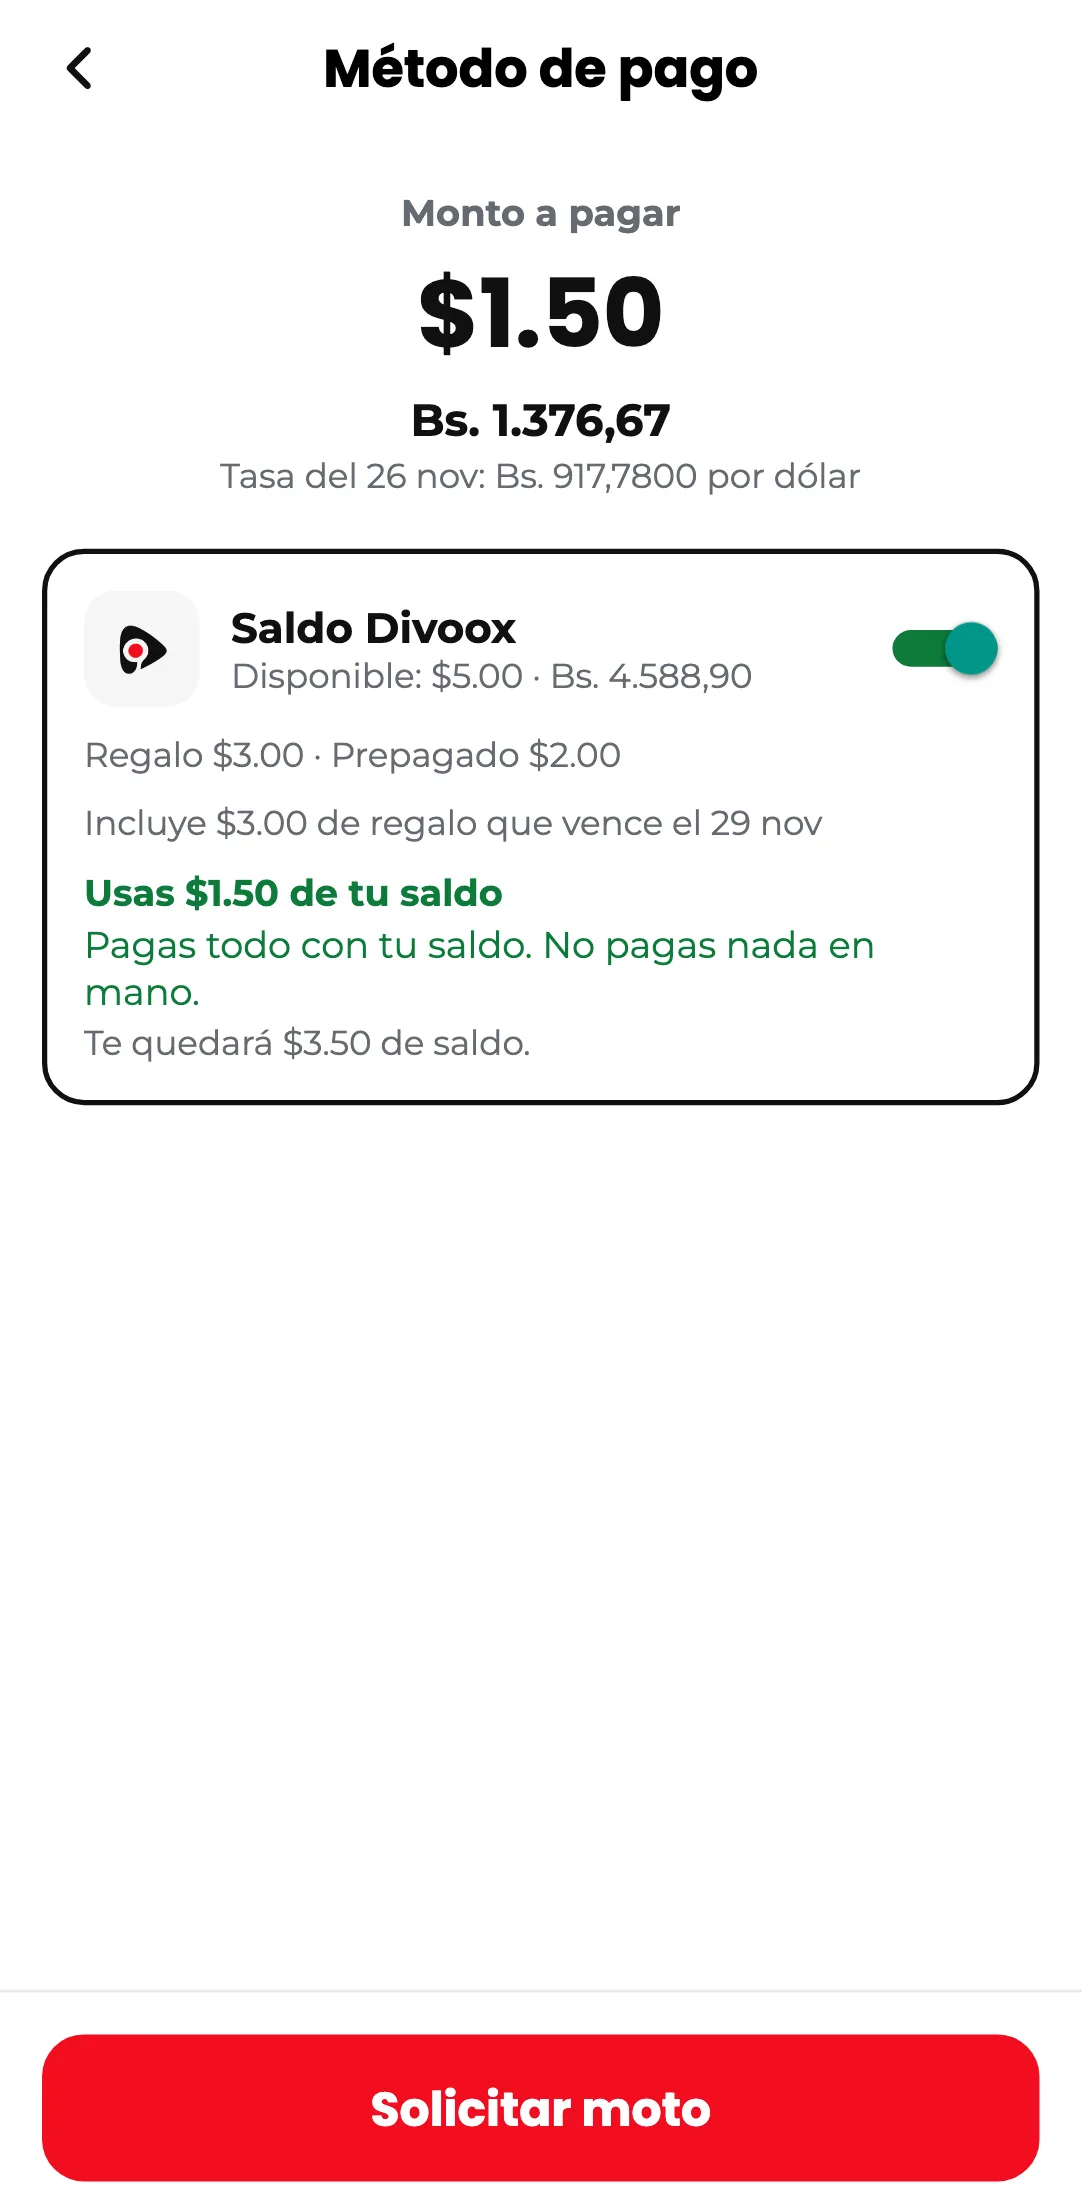 Método de pago
Monto a pagar
$1.50
Bs. 1.376,67
Tasa del 26 nov: Bs. 917,7800 por dólar
Saldo Divoox
Disponible: $5.00 · Bs. 4.588,90
Regalo $3.00 · Prepagado $2.00
Incluye $3.00 de regalo que vence el 29 nov
Usas $1.50 de tu saldo
Pagas todo con tu saldo. No pagas nada en
mano.
Te quedará $3.50 de saldo.
Solicitar moto